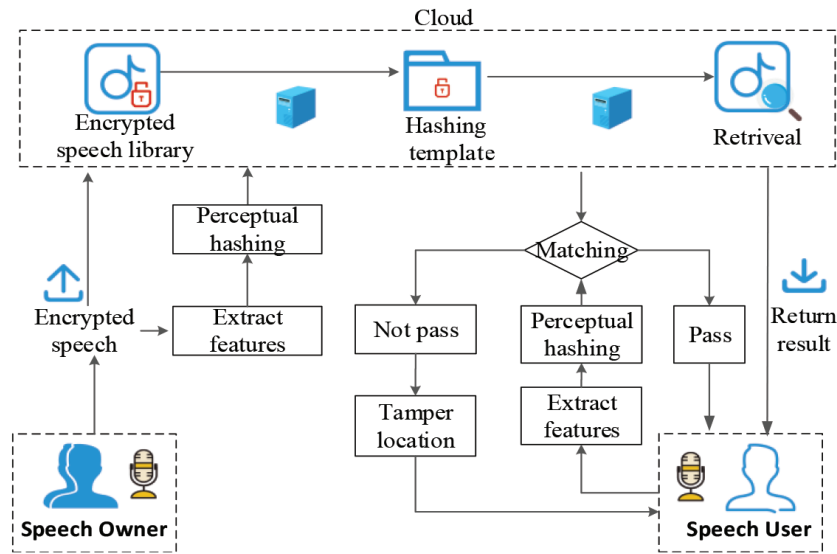 Cloud
Encrypted
speech library
Hashing
template
Retriveal
Perceptual
hashing
Matching
Encrypted
speech
Extract
features
Not pass
Perceptual
hashing
Pass
Return
result
Tamper
location
Extract
features
Speech Owner
Speech User